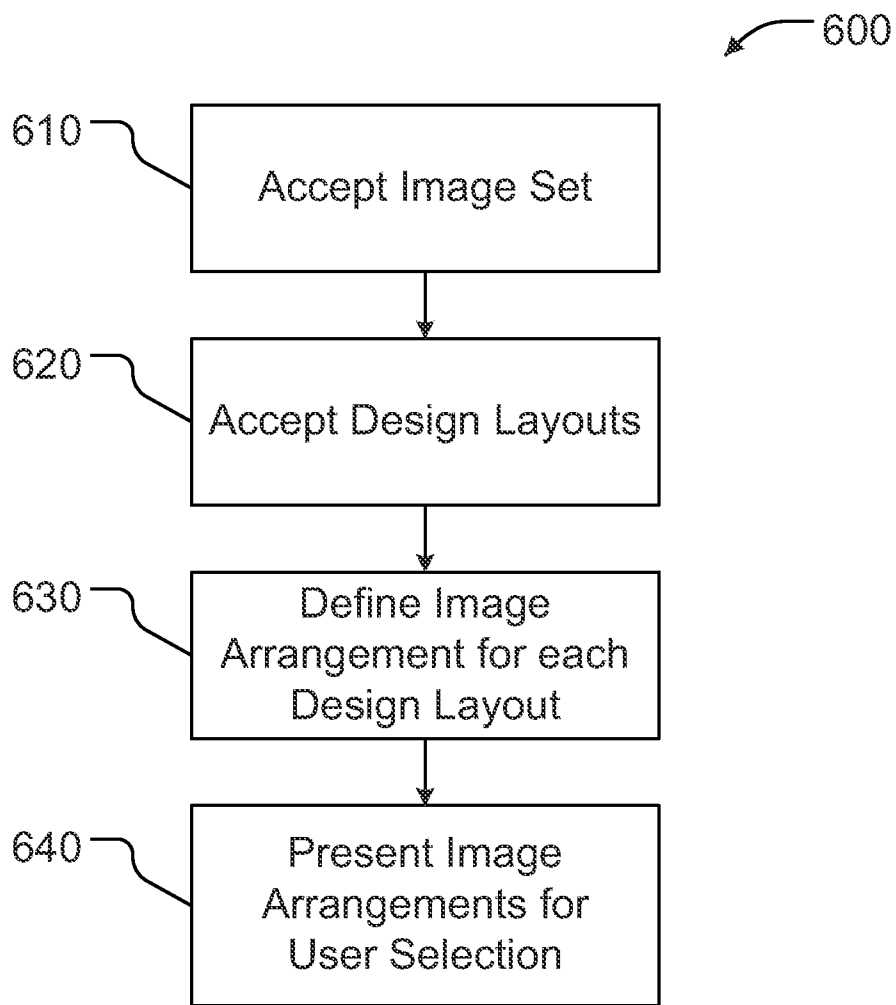 600
610
Accept Image Set
620
Accept Design Layouts
630
Define Image
Arrangement for each
Design Layout
640
Present Image
Arrangements for
User Selection